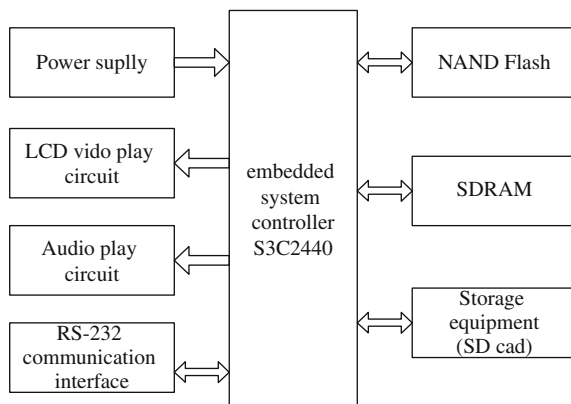 Power suplly
LCD vido play
circuit
Audio play
circuit
RS-232
communication
interface
embedded
system
controller
S3C2440
NAND Flash
SDRAM
Storage
equipment
(SD cad)